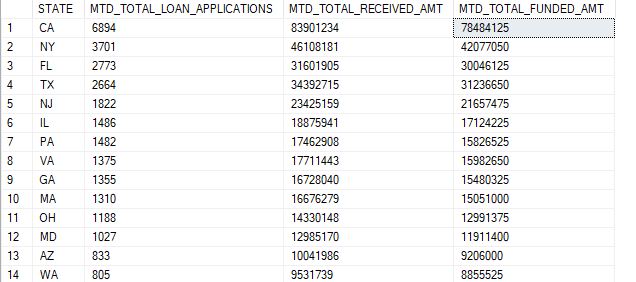 STATE MTD_TOTAL_LOAN_APPLICATIONS MTD_TOTAL_RECEIVED_AMT MTD_TOTAL_FUNDED_AMT
1 CA 6894 83901234 78484125
2 NY 3701 46108181 42077050
3 FL 2773 31601905 30046125
4 TX 2664 34392715 31236650
5 NJ 1822 23425159 21657475
6 IL 1486 18875941 17124225
7 PA 1482 17462908 15826525
8 VA 1375 17711443 15982650
9 GA 1355 16728040 15480325
10 MA 1310 16676279 15051000
11 OH 1188 14330148 12991375
12 MD 1027 12985170 11911400
13 AZ 833 10041986 9206000
14 WA 805 9531739 8855525